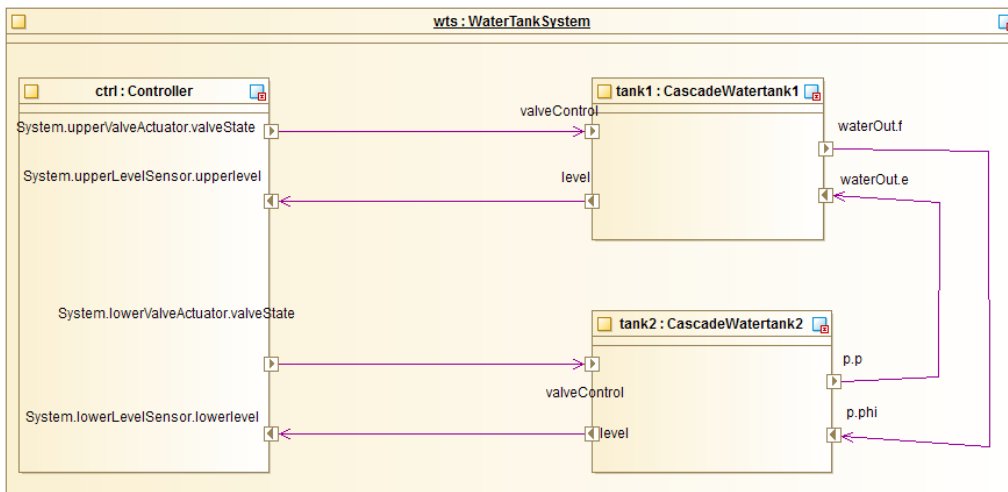 wts : WaterTankSystem
ctrl : Controller
tank1 : CascadeWatertank1
System.upperValveActuator.valveState
valveControl
waterOut.f
System.upperLevelSensor.upperlevel
level
waterOut.e
System.lowerValveActuator.valveState
tank2 : CascadeWatertank2
p.p
valveControl
System.lowerLevelSensor.lowerlevel
level
p.phi